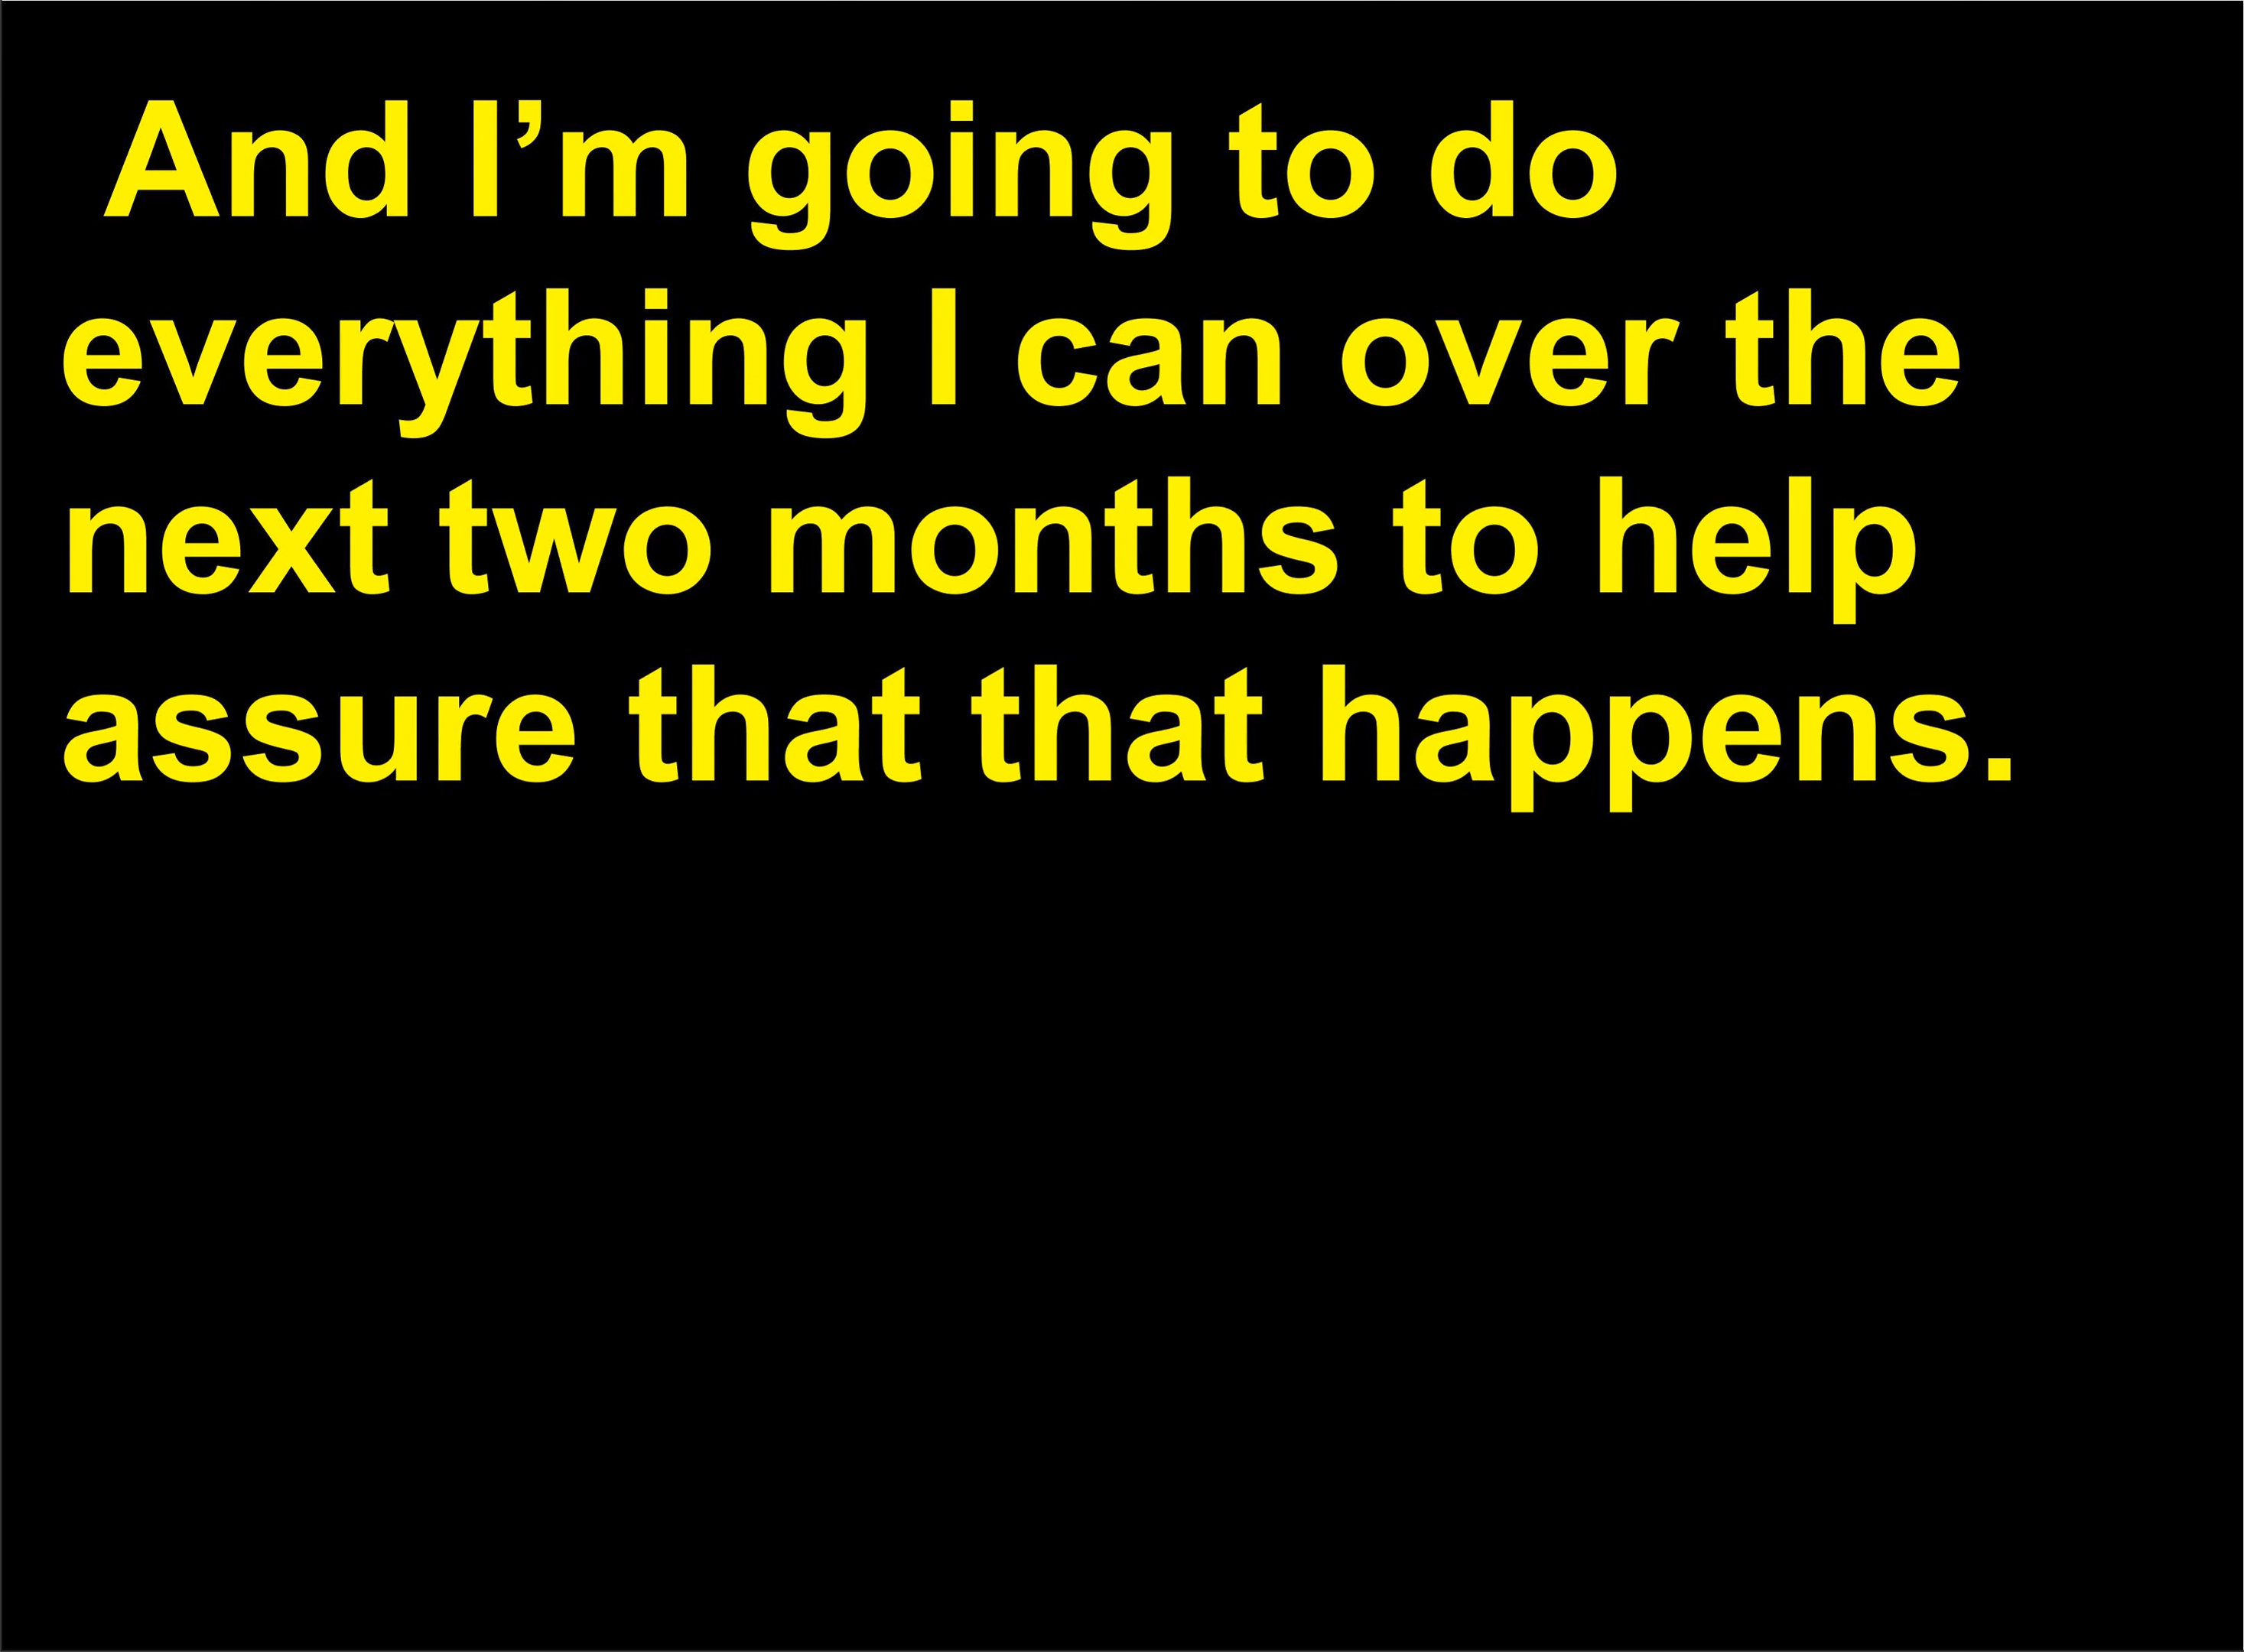 And I’m going to do
everything I can over the
next two months to help
assure that that happens.